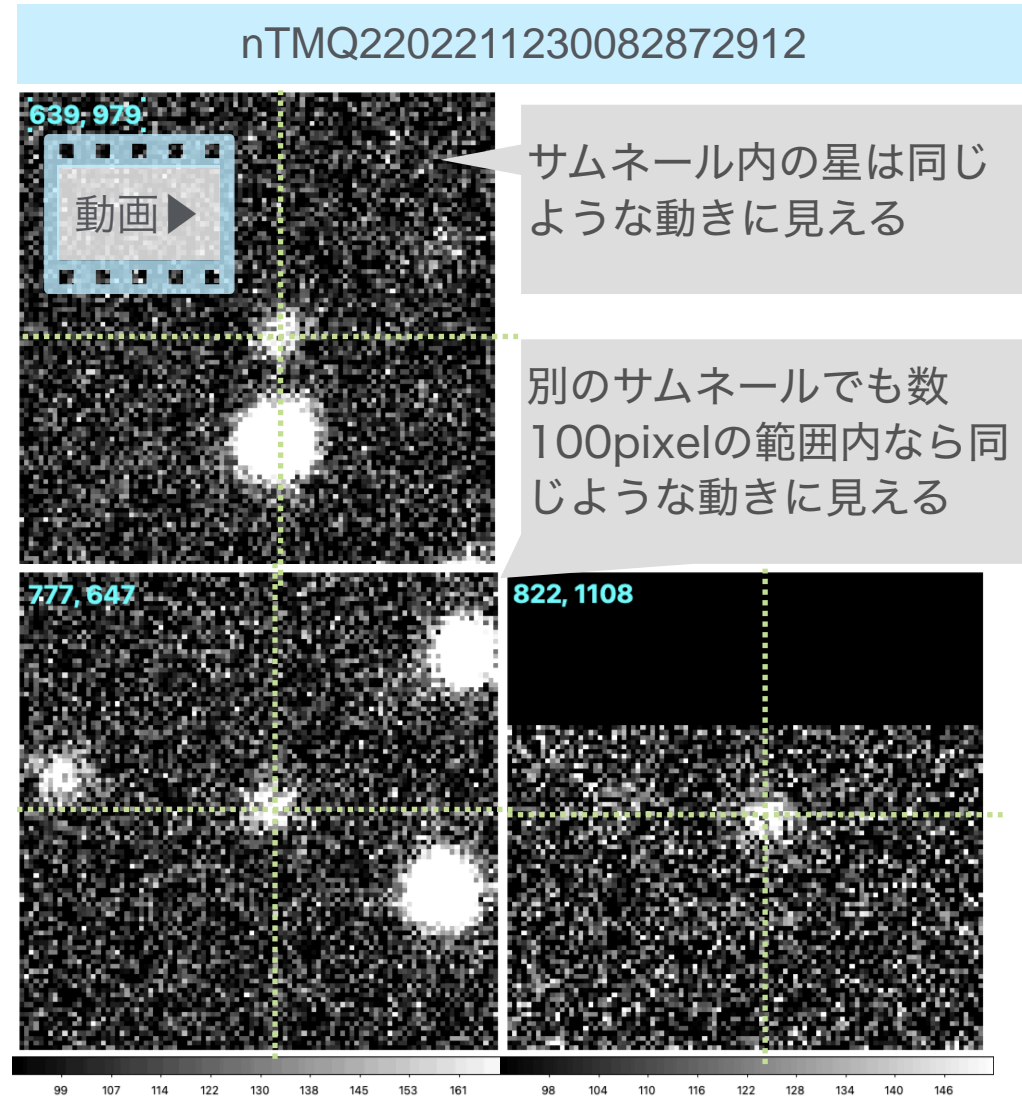 nTMQ2202211230082872912
639, 979
動画▶
サムネール内の星は同じ
ような動きに見える
別のサムネールでも数
100pixelの範囲内なら同
じような動きに見える
777, 647
822, 1108
99 107 114 122 130 138 145 153 161
98 104 110 116 122 128 134 140 146